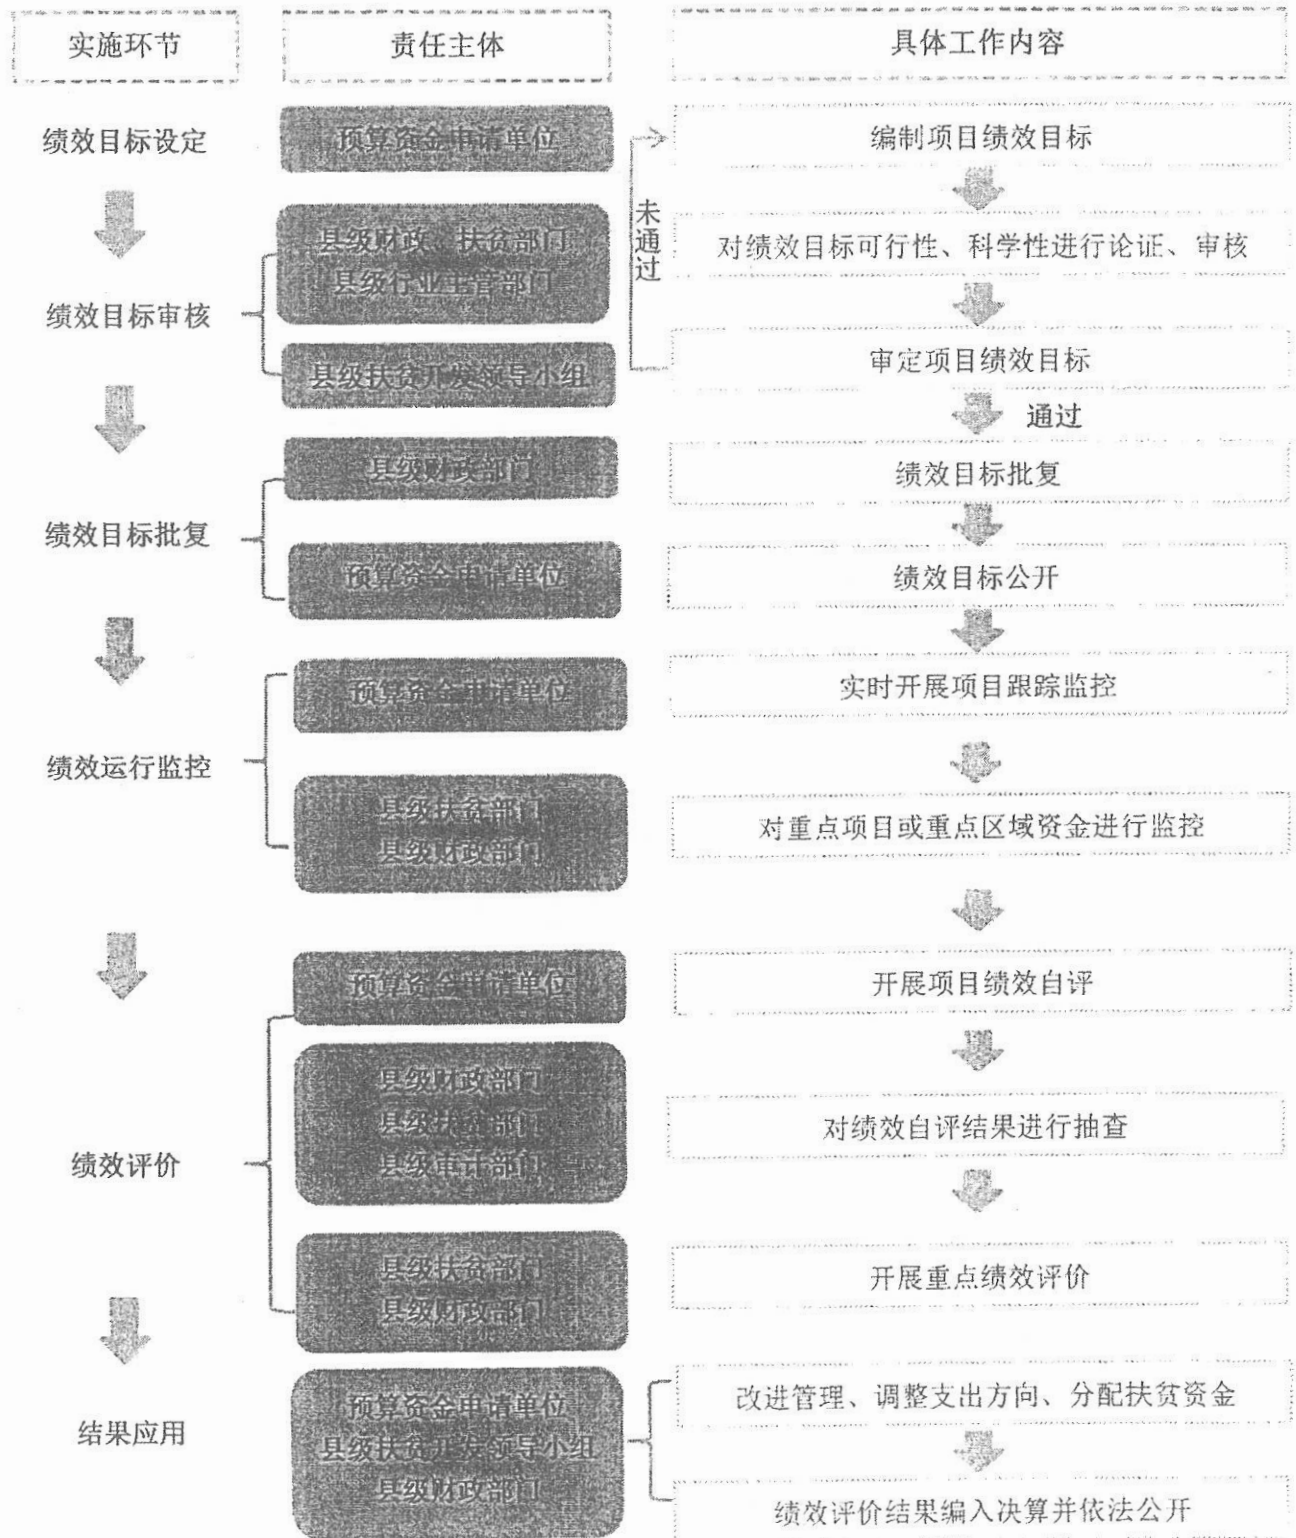 实施环节
责任主体
具体工作内容
绩效目标设定
预算资金申请单位
编制项目绩效目标
未通过
县级财政、扶贫部门
县级行业主管部门
对绩效目标可行性、科学性进行论证、审核
绩效目标审核
县级扶贫开发领导小组
审定项目绩效目标
通过
县级财政部门
绩效目标批复
绩效目标批复
预算资金申请单位
绩效目标公开
预算资金申请单位
实时开展项目跟踪监控
绩效运行监控
县级扶贫部门
县级财政部门
对重点项目或重点区域资金进行监控
预算资金申请单位
开展项目绩效自评
县级财政部门
县级扶贫部门
县级审计部门
对绩效自评结果进行抽查
绩效评价
县级扶贫部门
县级财政部门
开展重点绩效评价
结果应用
预算资金申请单位
县级扶贫开发领导小组
县级财政部门
改进管理、调整支出方向、分配扶贫资金
绩效评价结果编入决算并依法公开